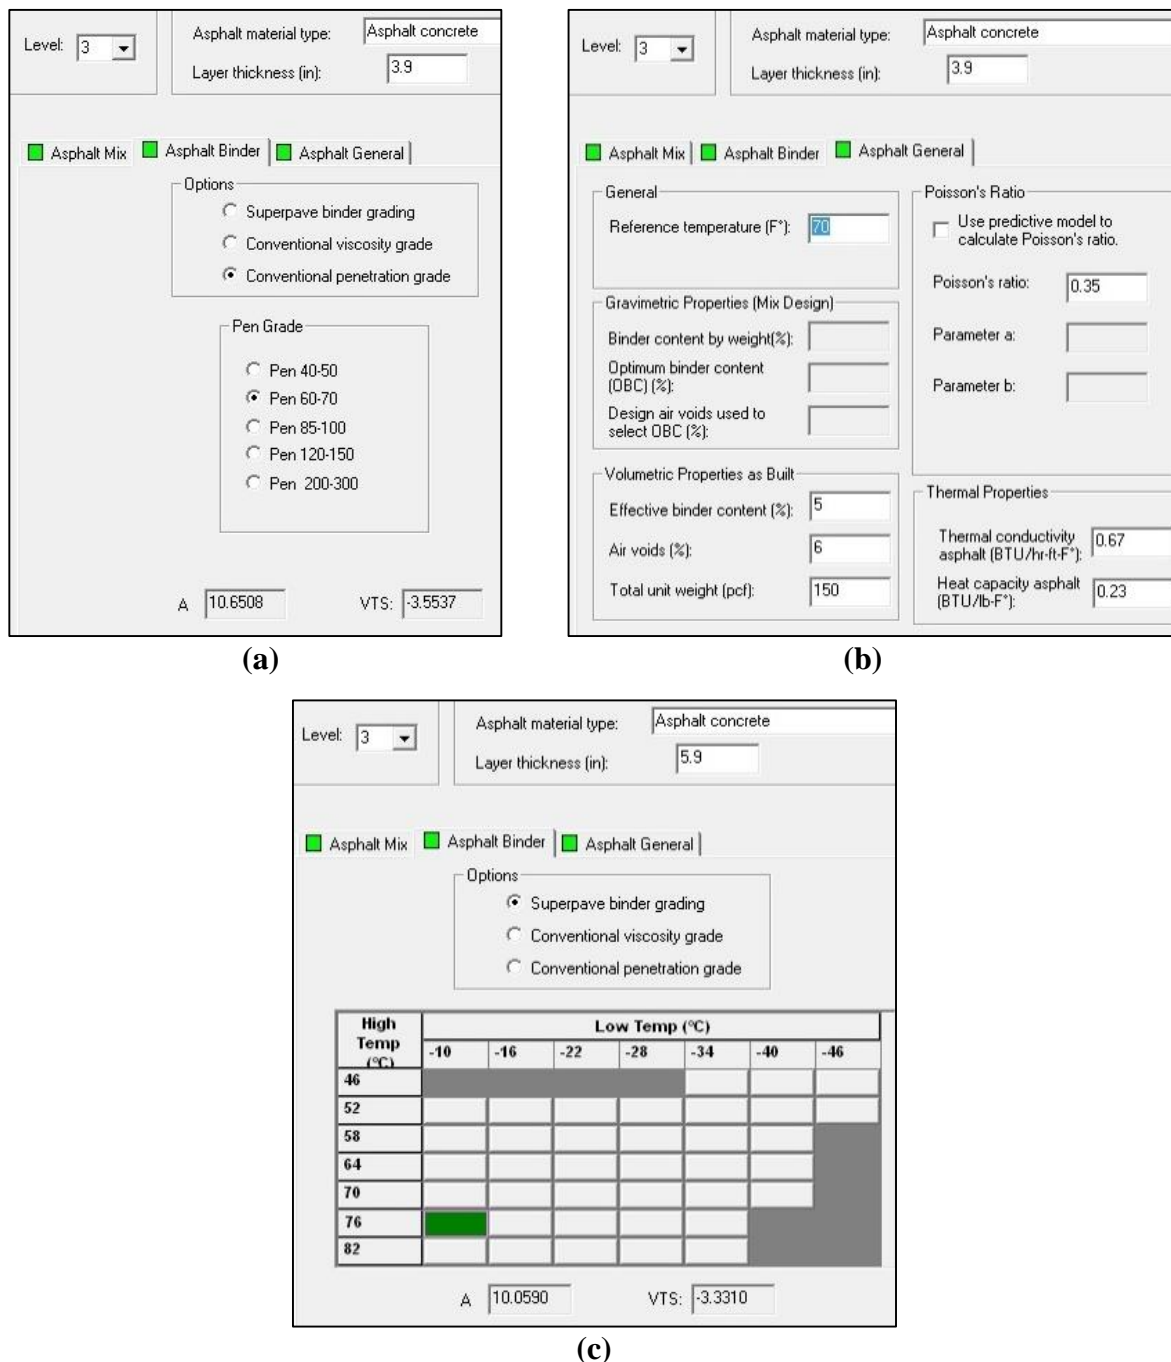 Level: 3
Asphalt material type: Asphalt concrete
Layer thickness (in): 3.9
Asphalt Mix Asphalt Binder Asphalt General
Options
Superpave binder grading
Conventional viscosity grade
Conventional penetration grade
Pen Grade
Pen 40-50
Pen 60-70
Pen 85-100
Pen 120-150
Pen 200-300
A 10.6508 VTS: -3.5537
(a)
Level: 3
Asphalt material type: Asphalt concrete
Layer thickness (in): 3.9
Asphalt Mix Asphalt Binder Asphalt General
General
Reference temperature (F°): 70
Gravimetric Properties (Mix Design)
Binder content by weight(%):
Optimum binder content
(OBC) (%):
Design air voids used to
select OBC (%):
Volumetric Properties as Built
Effective binder content (%): 5
Air voids (%): 6
Total unit weight (pcf): 150
Poisson's Ratio
Use predictive model to
calculate Poisson's ratio.
Poisson's ratio: 0.35
Parameter a:
Parameter b:
Thermal Properties
Thermal conductivity
asphalt (BTU/hr-ft-F°): 0.67
Heat capacity asphalt
(BTU/lb-F°): 0.23
(b)
Level: 3
Asphalt material type: Asphalt concrete
Layer thickness (in): 5.9
Asphalt Mix Asphalt Binder Asphalt General
Options
Superpave binder grading
Conventional viscosity grade
Conventional penetration grade
High
Temp
(°C)
Low Temp (°C)
-10 -16 -22 -28 -34 -40 -46
46
52
58
64
70
76
82
A 10.0590 VTS: -3.3310
(c)